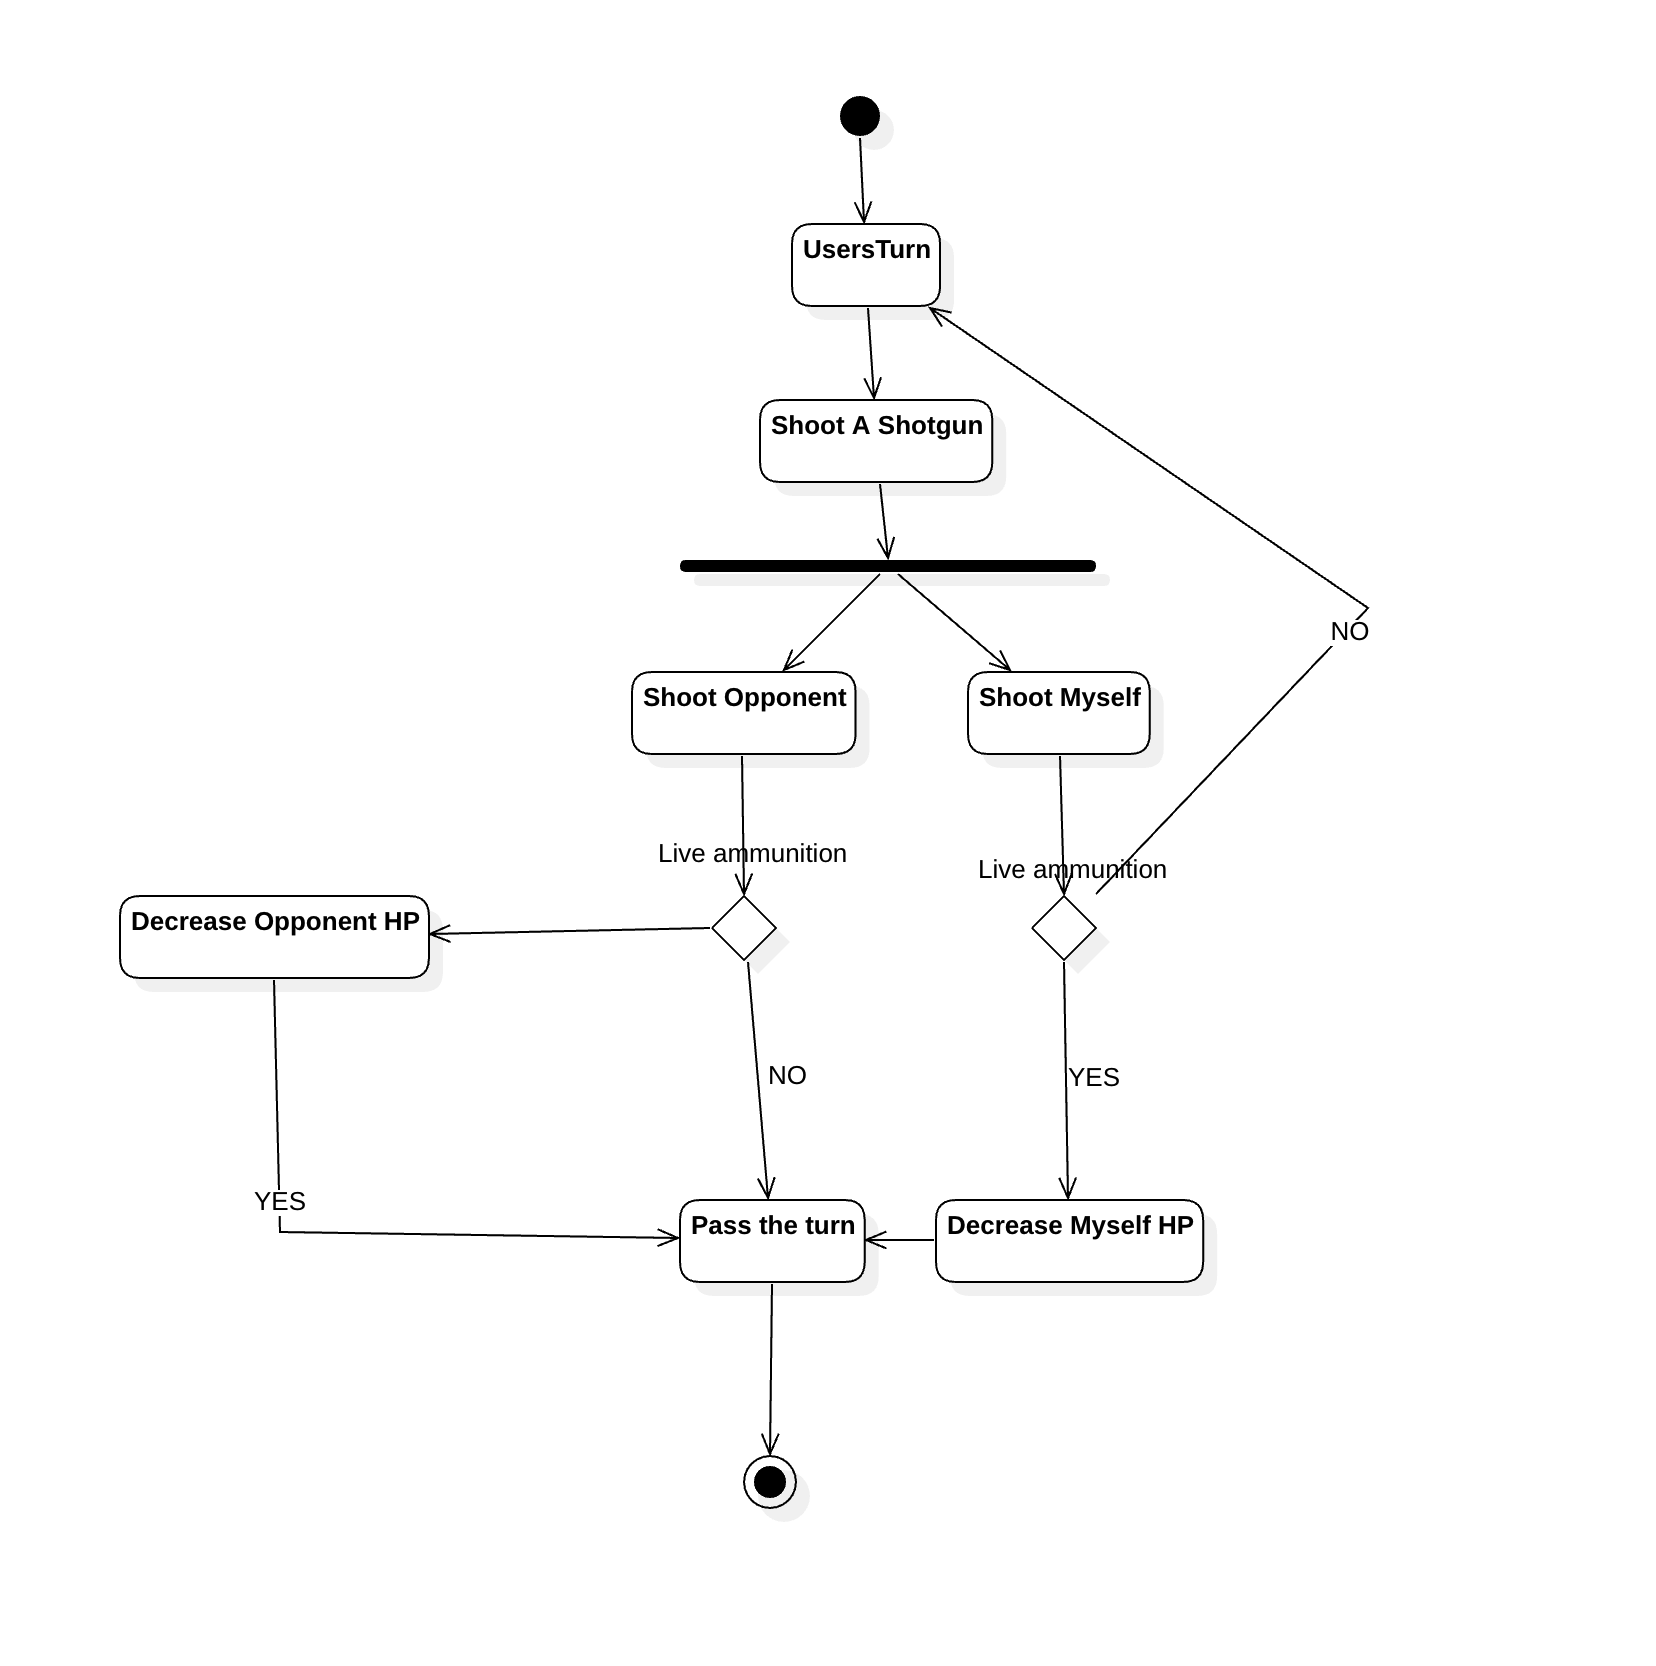 UsersTurn
Shoot A Shotgun
NO
Shoot Opponent
Shoot Myself
Live ammunition
Live ammunition
Decrease Opponent HP
NO
YES
YES
Pass the turn
Decrease Myself HP